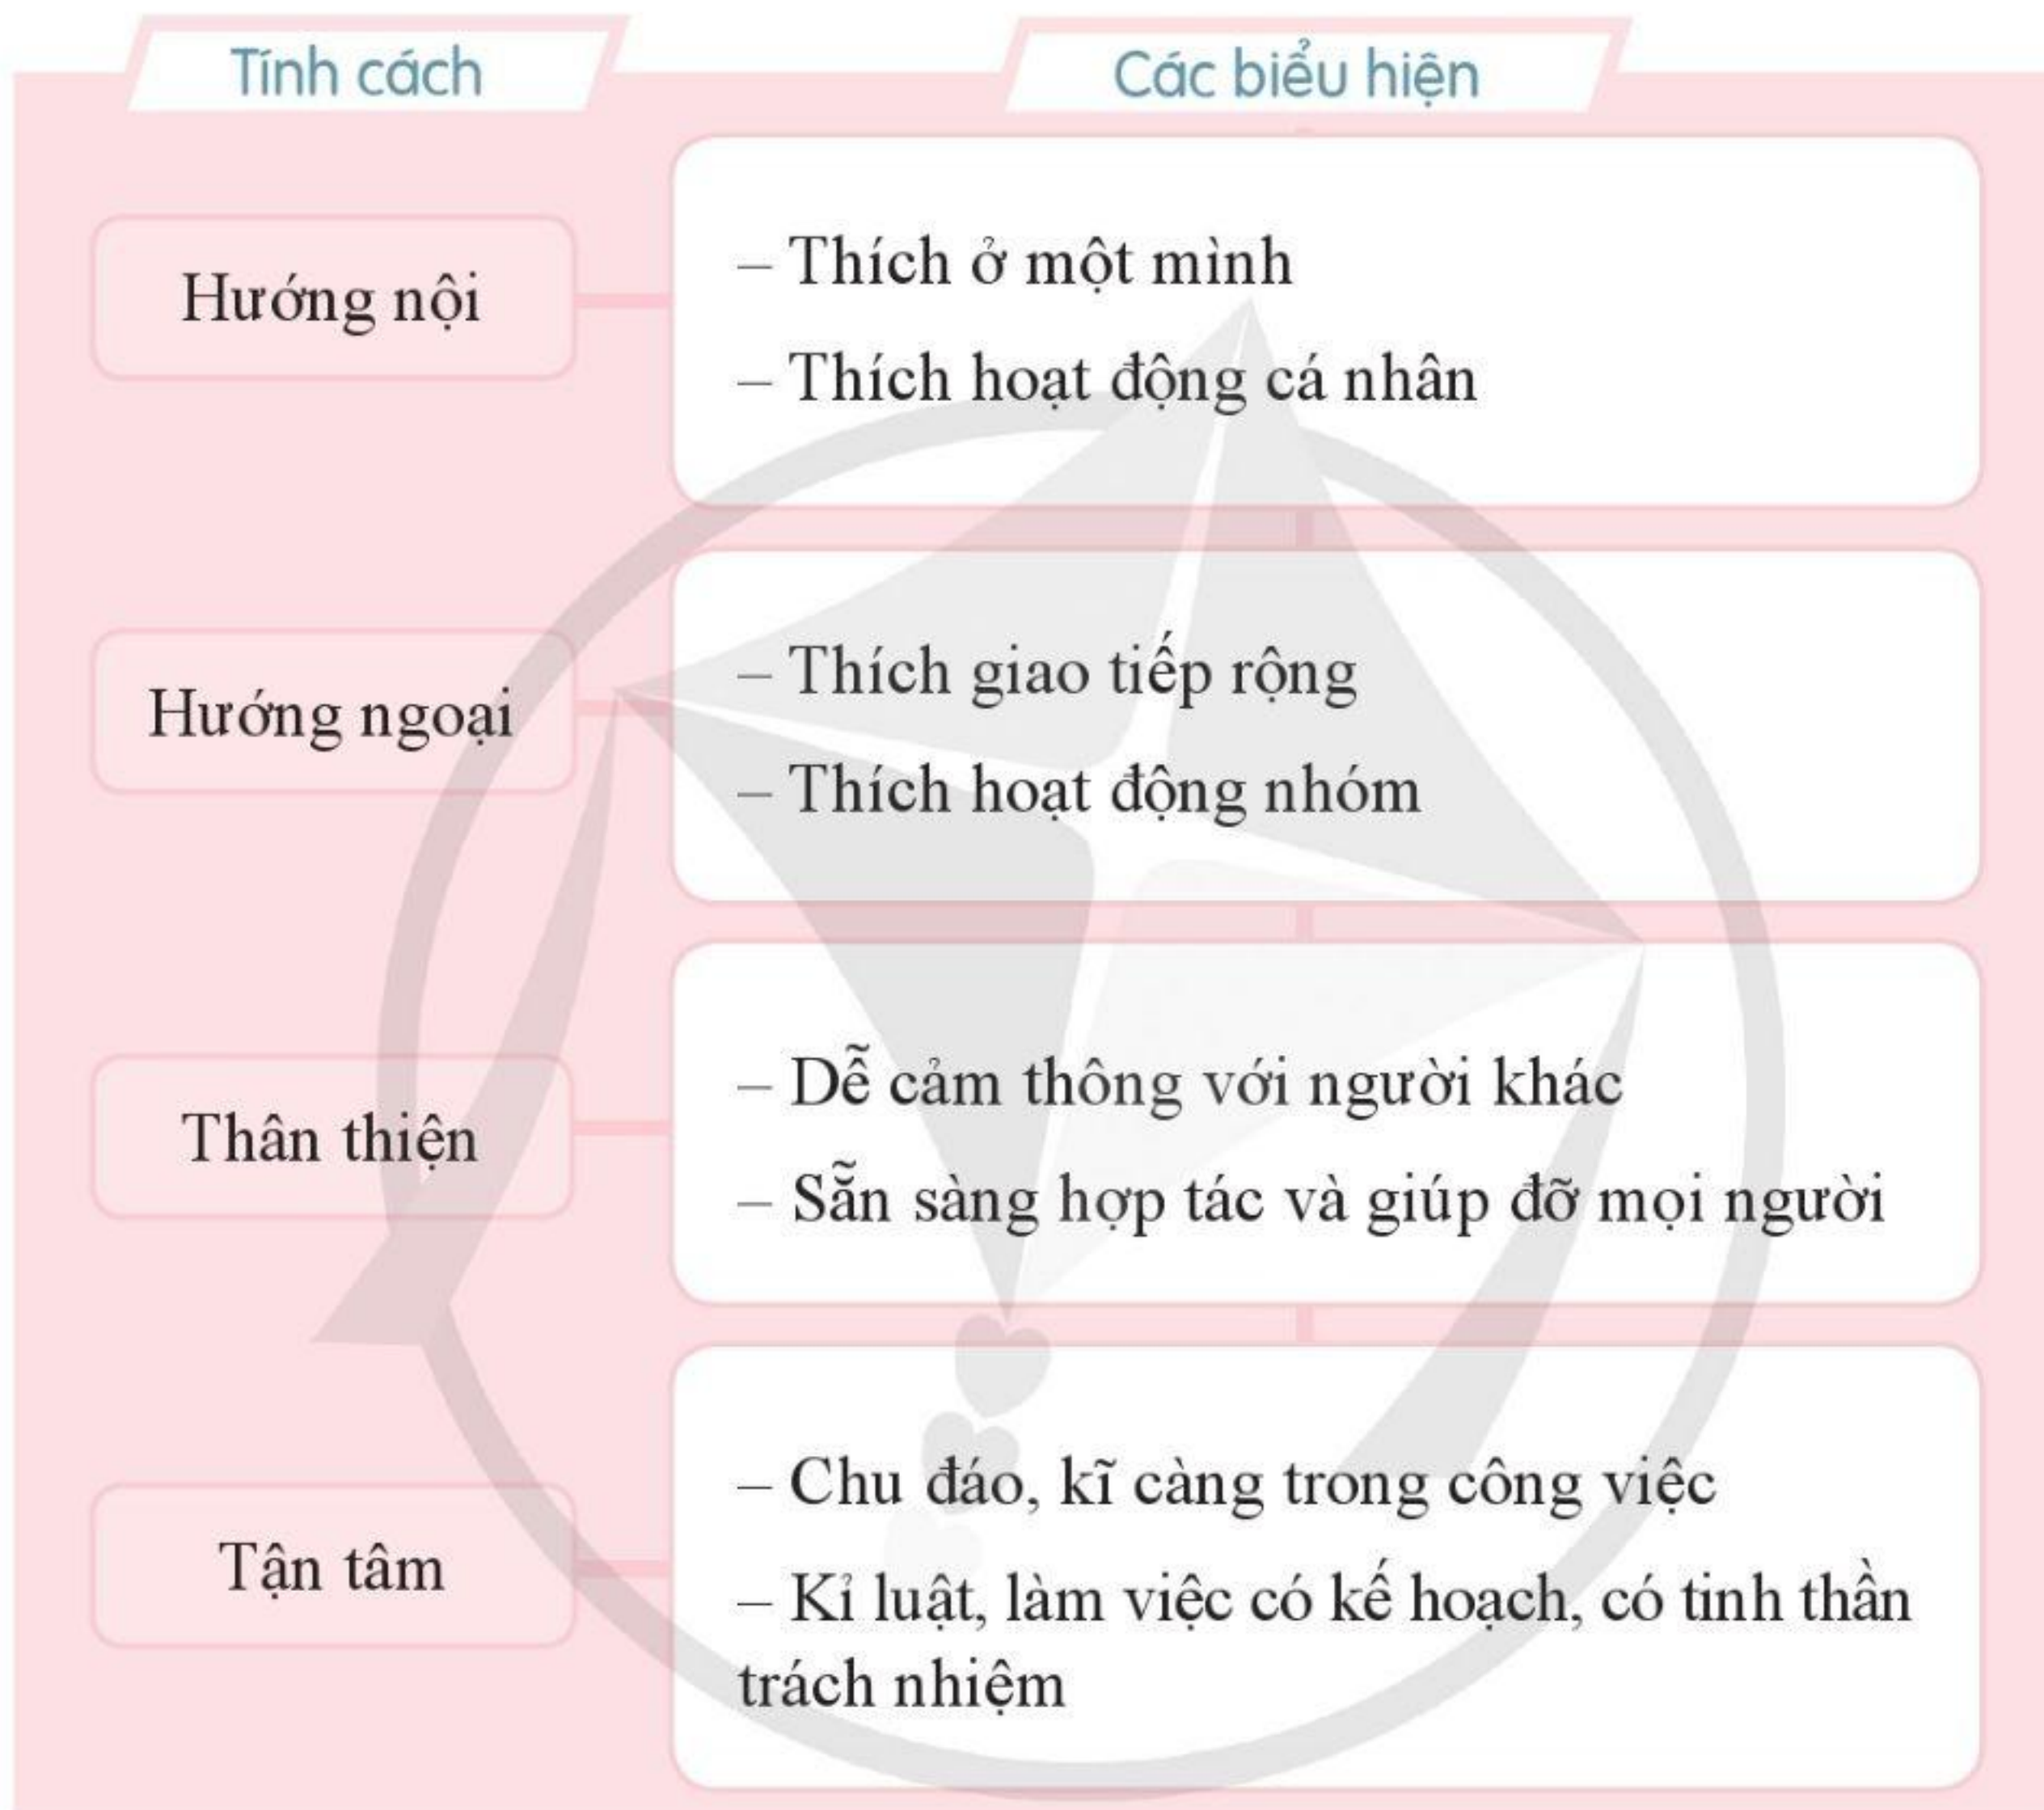 Tính cách
Các biểu hiện
Hướng nội
– Thích ở một mình
– Thích hoạt động cá nhân
Hướng ngoại
– Thích giao tiếp rộng
– Thích hoạt động nhóm
Thân thiện
– Dễ cảm thông với người khác
– Sẵn sàng hợp tác và giúp đỡ mọi người
Tận tâm
– Chu đáo, kĩ càng trong công việc
– Kỉ luật, làm việc có kế hoạch, có tinh thần
trách nhiệm